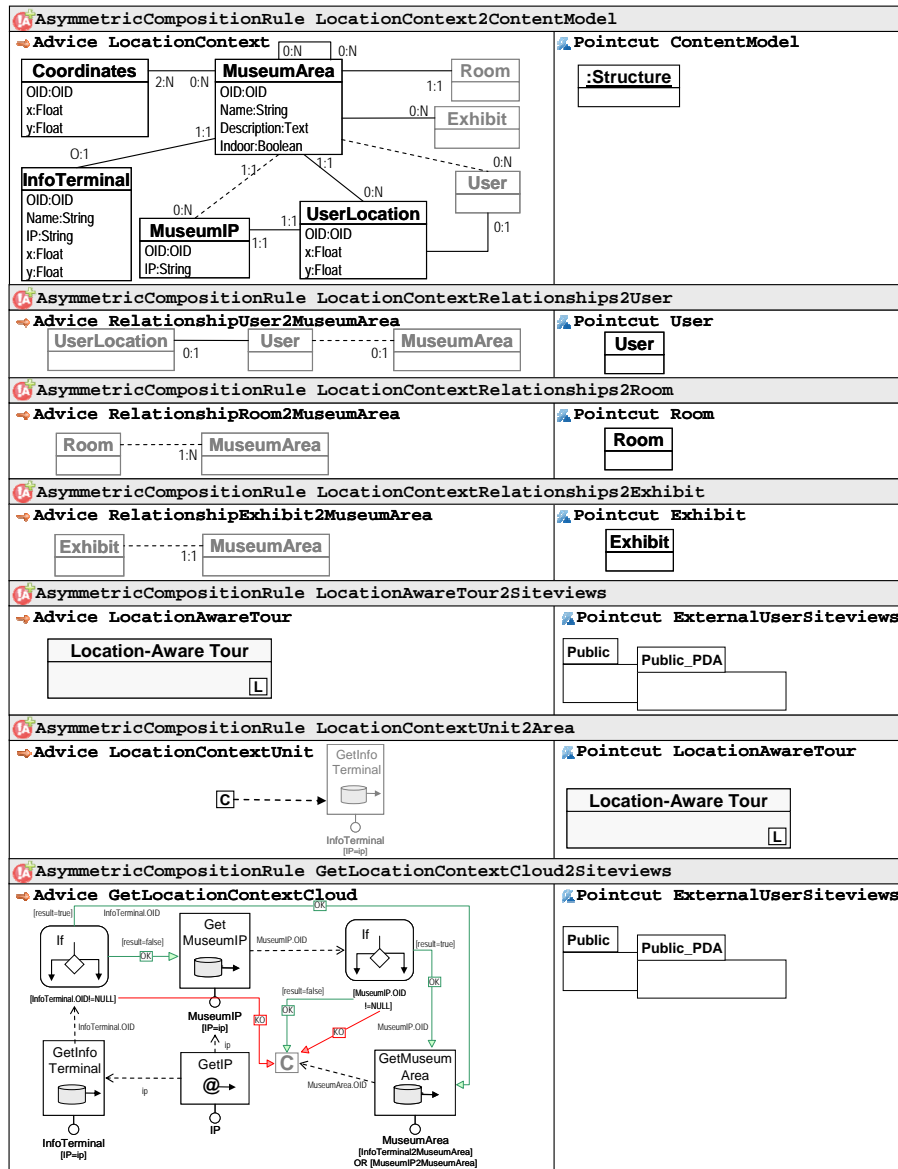 AsymmetricCompositionRule LocationContext2ContentModel
Advice LocationContext
Pointcut ContentModel
0:N
0:N
Coordinates
OID:OID
x:Float
y:Float
2:N
0:N
MuseumArea
OID:OID
Name:String
Description:Text
Indoor:Boolean
Room
1:1
0:N
Exhibit
:Structure
1:1
O:1
1:1
1:1
0:N
User
InfoTerminal
OID:OID
Name:String
IP:String
x:Float
y:Float
0:N
0:N
MuseumIP
OID:OID
IP:String
1:1
1:1
UserLocation
OID:OID
x:Float
y:Float
0:1
AsymmetricCompositionRule LocationContextRelationships2User
Advice RelationshipUser2MuseumArea
Pointcut User
UserLocation
0:1
User
0:1
MuseumArea
User
AsymmetricCompositionRule LocationContextRelationships2Room
Advice RelationshipRoom2MuseumArea
Pointcut Room
Room
1:N
MuseumArea
Room
AsymmetricCompositionRule LocationContextRelationships2Exhibit
Advice RelationshipExhibit2MuseumArea
Pointcut Exhibit
Exhibit
1:1
MuseumArea
Exhibit
AsymmetricCompositionRule LocationAwareTour2Siteviews
Advice LocationAwareTour
Pointcut ExternalUserSiteviews
Location-Aware Tour
L
Public
Public_PDA
AsymmetricCompositionRule LocationContextUnit2Area
Advice LocationContextUnit
Pointcut LocationAwareTour
C
GetInfo
Terminal
InfoTerminal
[IP=ip]
Location-Aware Tour
L
AsymmetricCompositionRule GetLocationContextCloud2Siteviews
Advice GetLocationContextCloud
Pointcut ExternalUserSiteviews
[result=true]
InfoTerminal.OID
OK
If
[InfoTerminal.OID!=NULL]
[result=false]
OK
Get
MuseumIP
MuseumIP
[IP=ip]
MuseumIP.OID
If
[MuseumIP.OID
!=NULL]
[result=true]
OK
[result=false]
OK
KO
KO
MuseumIP.OID
InfoTerminal.OID
ip
GetInfo
Terminal
InfoTerminal
[IP=ip]
ip
GetIP
@
IP
C
MuseumArea.OID
GetMuseum
Area
MuseumArea
[InfoTerminal2MuseumArea]
OR [MuseumIP2MuseumArea]
Public
Public_PDA